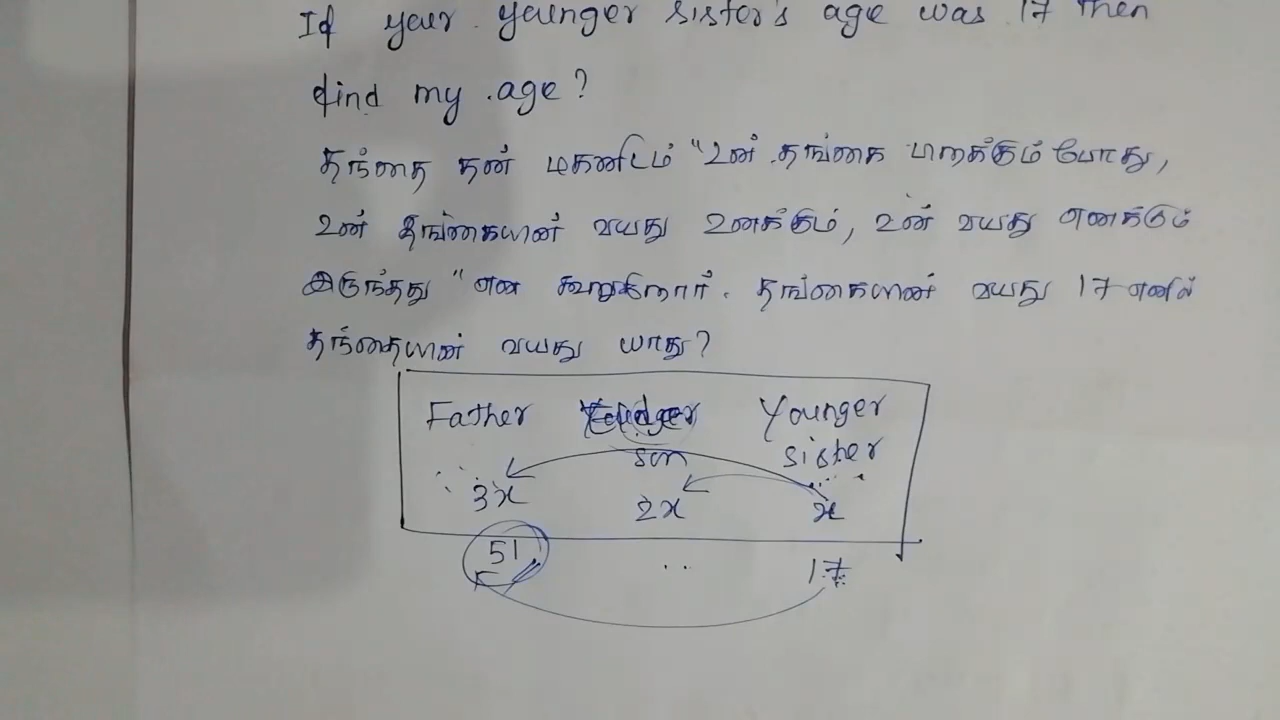 If your younger sister's age was 17 then
find my age?
தந்தை தன் மகனிடம் "உன் தங்கை பறக்கும் போது,
உன் தங்கையின் வயது உனக்கும், உன் வயது எனக்கும்
இருந்தது" என கூறுகிறார். தங்கையின் வயது 17 எனில்
தந்தையின் வயது யாது?
Father Younger
son sister
3x 2x x
51 .. 17